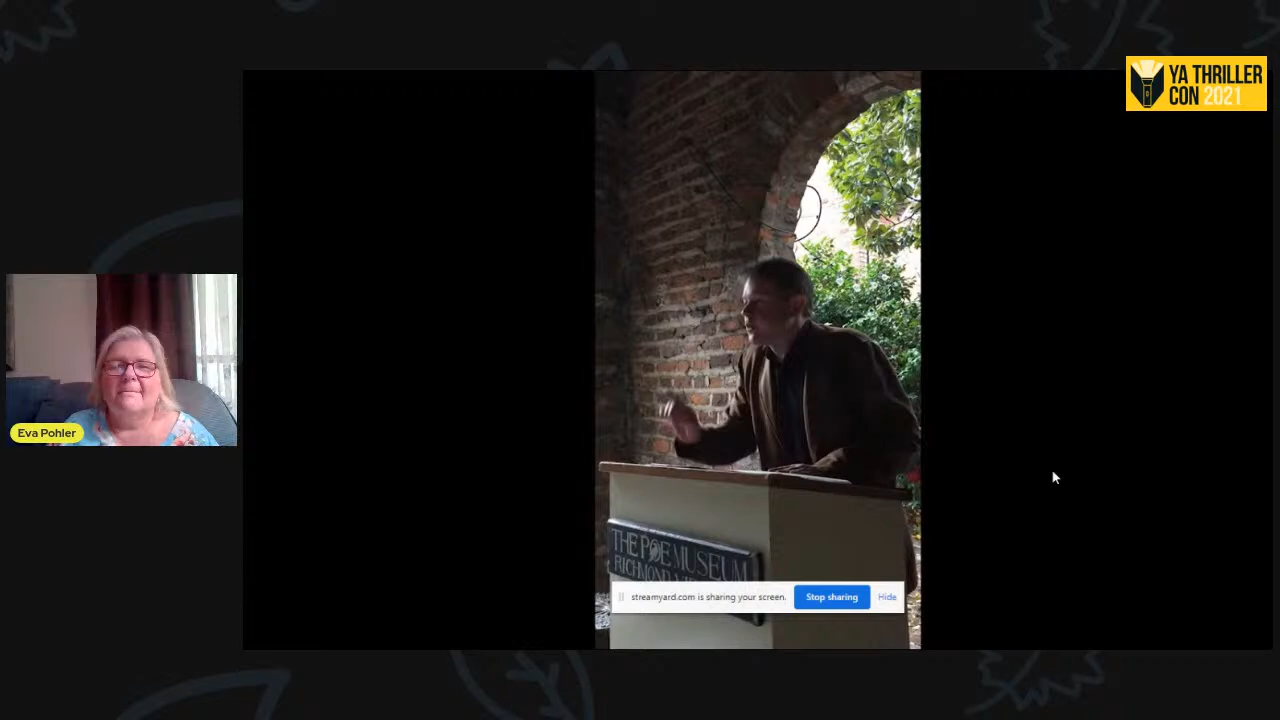 YA THRILLER
CON 2021
Eva Pohler
THE POE MUSEUM
streamyard.com is sharing your screen.
Stop sharing
Hide